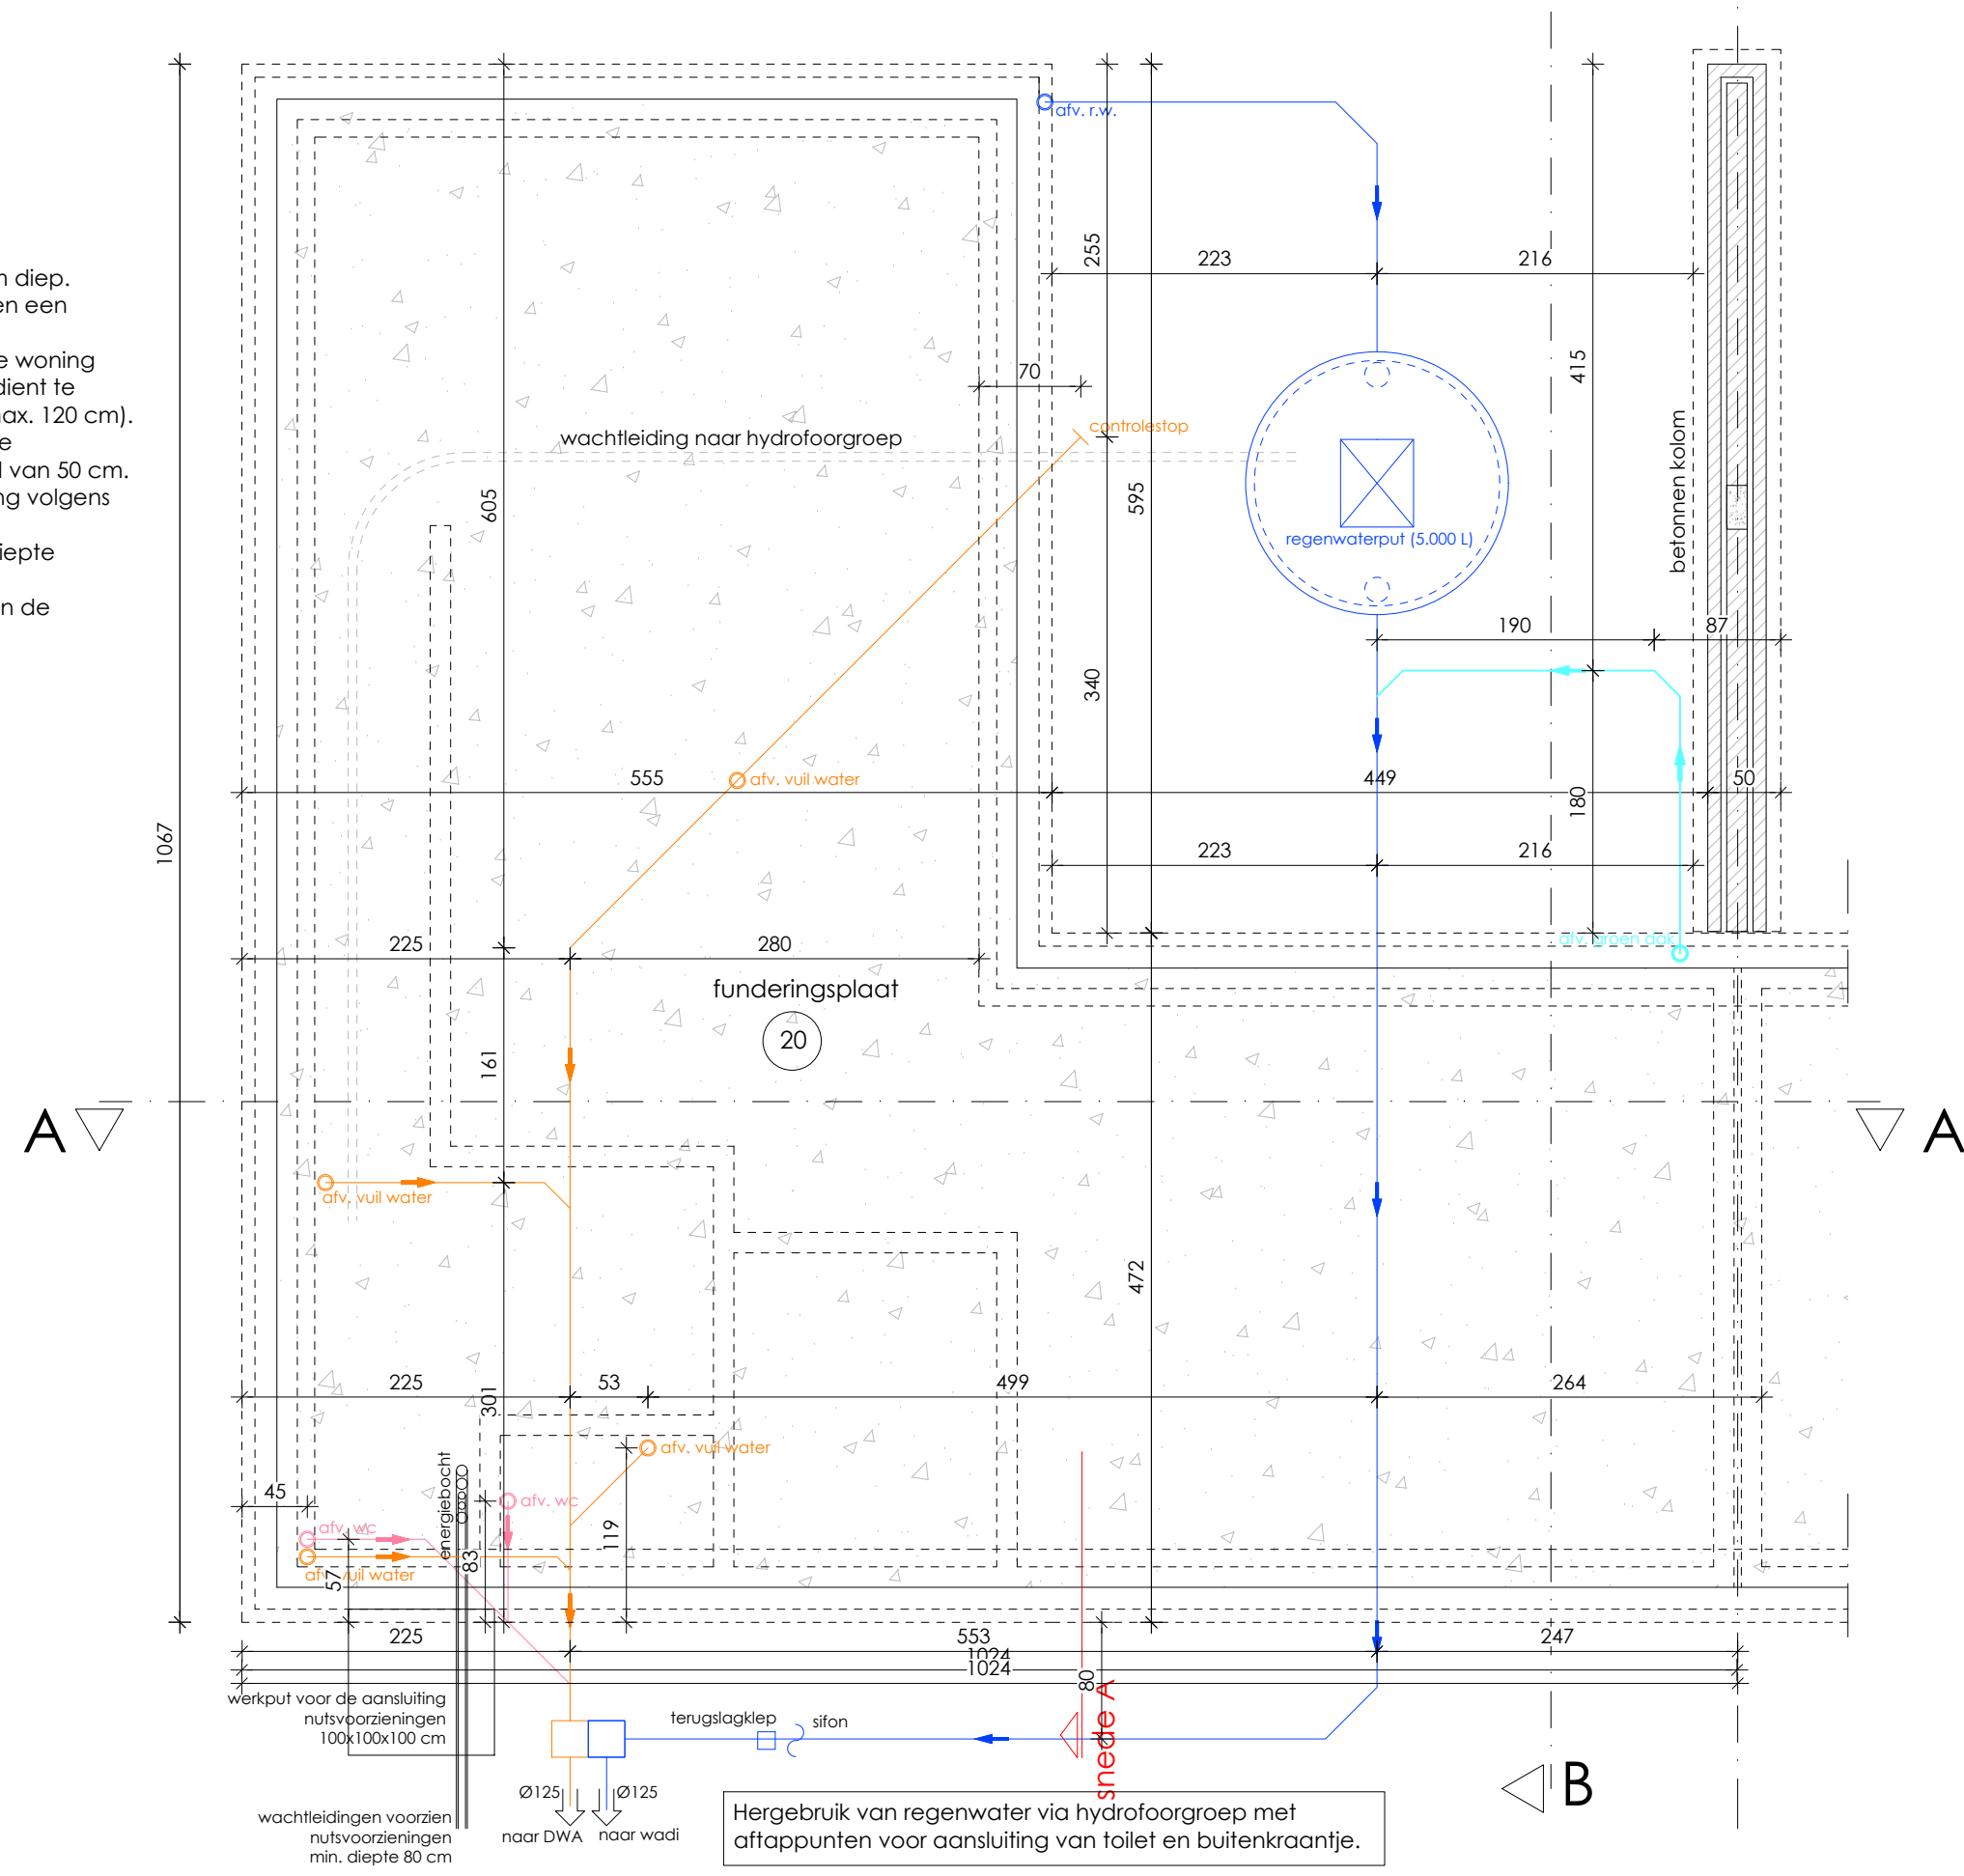 afv. r.w.
n diep.
en een
e woning
dient te
nax. 120 cm).
e
l van 50 cm.
ng volgens
iepte
n de
255
223
216
415
70
controlestop
wachtleiding naar hydrofoorgroep
605
595
betonnen kolom
regenwaterput (5.000 L)
190
87
340
555
afv. vuil water
449
50
180
1067
223
216
225
280
afv. groen dak
funderingsplaat
20
161
A
A
afv. vuil water
472
225
53
499
264
301
afv. vuil water
energiebocht
45
afv. wc
afv. wc
119
83
afv. vuil water
57
225
553
247
1024
1024
80
snede A
werkput voor de aansluiting
nutsvoorzieningen
100x100x100 cm
terugslagklep
sifon
B
Ø125
Ø125
wachtleidingen voorzien
nutsvoorzieningen
min. diepte 80 cm
naar DWA
naar wadi
Hergebruik van regenwater via hydrofoorgroep met
aftappunten voor aansluiting van toilet en buitenkraantje.